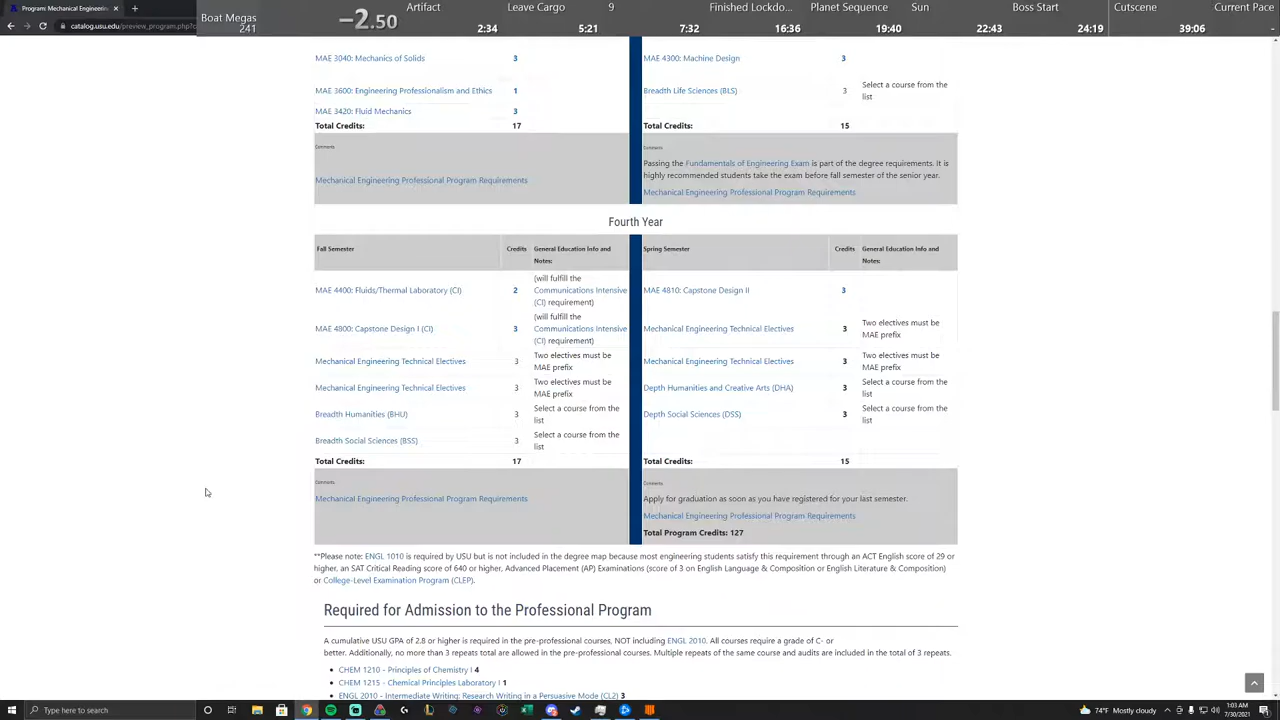 Program: Mechanical Engineerin
catalog.usu.edu/preview_program.php?c
Boat Megas
241
−2.50
Artifact
2:34
Leave Cargo
5:21
9
7:32
Finished Lockdo...
16:36
Planet Sequence
19:40
Sun
22:43
Boss Start
24:19
Cutscene
39:06
Current Pace
-
MAE 3040: Mechanics of Solids 3
MAE 3600: Engineering Professionalism and Ethics 1
MAE 3420: Fluid Mechanics 3
Total Credits: 17
Comments
Mechanical Engineering Professional Program Requirements
MAE 4300: Machine Design 3
Breadth Life Sciences (BLS) 3 Select a course from the
list
Total Credits: 15
Comments
Passing the Fundamentals of Engineering Exam is part of the degree requirements. It is
highly recommended students take the exam before fall semester of the senior year.
Mechanical Engineering Professional Program Requirements
Fourth Year
Fall Semester Credits General Education Info and
Notes:
MAE 4400: Fluids/Thermal Laboratory (CI) 2 (will fulfill the
Communications Intensive
(CI) requirement)
MAE 4800: Capstone Design I (CI) 3 (will fulfill the
Communications Intensive
(CI) requirement)
Mechanical Engineering Technical Electives 3 Two electives must be
MAE prefix
Mechanical Engineering Technical Electives 3 Two electives must be
MAE prefix
Breadth Humanities (BHU) 3 Select a course from the
list
Breadth Social Sciences (BSS) 3 Select a course from the
list
Total Credits: 17
Comments
Mechanical Engineering Professional Program Requirements
Spring Semester Credits General Education Info and
Notes:
MAE 4810: Capstone Design II 3
Mechanical Engineering Technical Electives 3 Two electives must be
MAE prefix
Mechanical Engineering Technical Electives 3 Two electives must be
MAE prefix
Depth Humanities and Creative Arts (DHA) 3 Select a course from the
list
Depth Social Sciences (DSS) 3 Select a course from the
list
Total Credits: 15
Comments
Apply for graduation as soon as you have registered for your last semester.
Mechanical Engineering Professional Program Requirements
Total Program Credits: 127
**Please note: ENGL 1010 is required by USU but is not included in the degree map because most engineering students satisfy this requirement through an ACT English score of 29 or
higher, an SAT Critical Reading score of 640 or higher, Advanced Placement (AP) Examinations (score of 3 on English Language & Composition or English Literature & Composition)
or College-Level Examination Program (CLEP).
Required for Admission to the Professional Program
A cumulative USU GPA of 2.8 or higher is required in the pre-professional courses, NOT including ENGL 2010. All courses require a grade of C- or
better. Additionally, no more than 3 repeats total are allowed in the pre-professional courses. Multiple repeats of the same course and audits are included in the total of 3 repeats.
• CHEM 1210 - Principles of Chemistry I 4
• CHEM 1215 - Chemical Principles Laboratory I 1
• ENGL 2010 - Intermediate Writing: Research Writing in a Persuasive Mode (CL2) 3
Type here to search
74°F Mostly cloudy
1:03 AM
7/30/2021